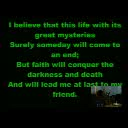 I believe that this life with its
great mysteries
Surely someday will come to
an end;
But faith will conquer the
darkness and death
And will lead me at last to my
friend.